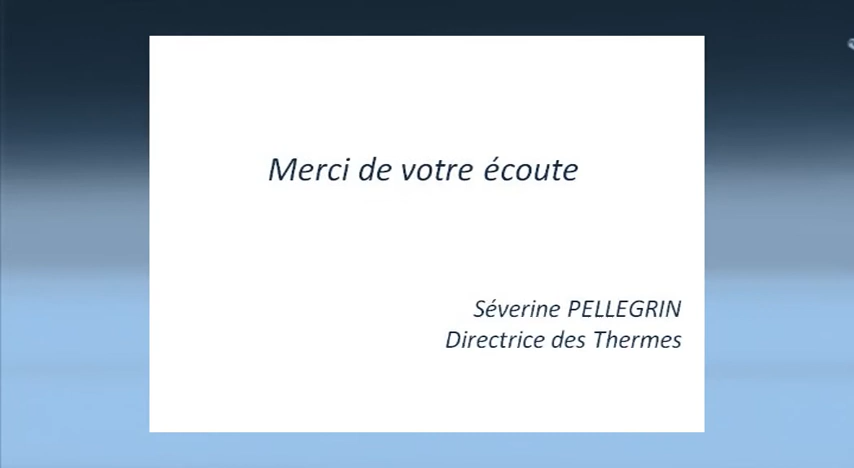 Merci de votre écoute
Séverine PELLEGRIN
Directrice des Thermes